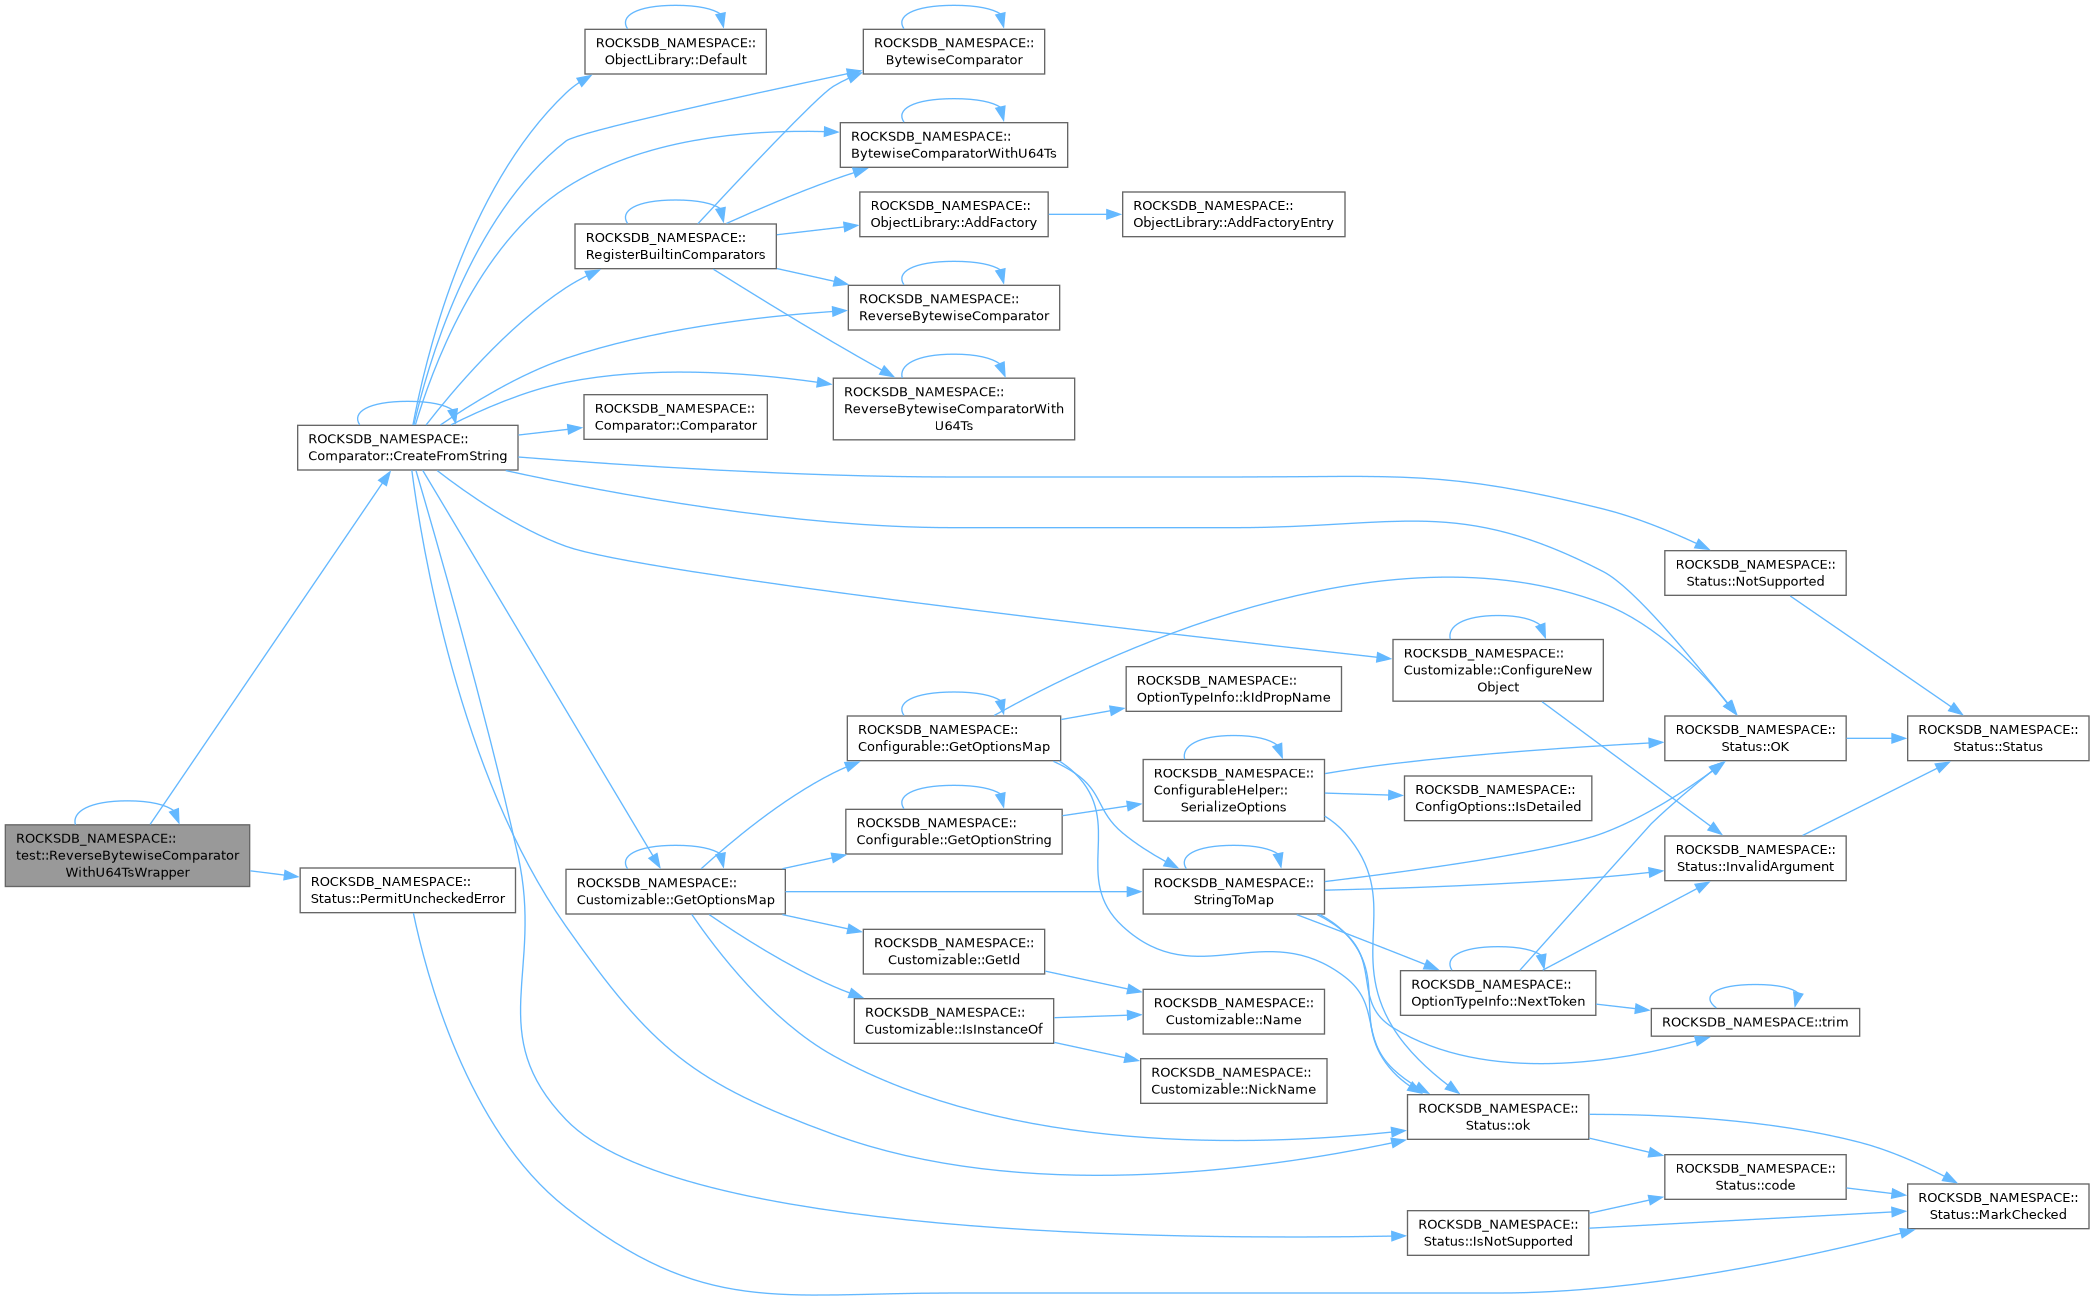 ROCKSDB_NAMESPACE::
test::ReverseBytewiseComparator
WithU64TsWrapper
ROCKSDB_NAMESPACE::
Comparator::CreateFromString
ROCKSDB_NAMESPACE::
Status::PermitUncheckedError
ROCKSDB_NAMESPACE::
ObjectLibrary::Default
ROCKSDB_NAMESPACE::
RegisterBuiltinComparators
ROCKSDB_NAMESPACE::
Comparator::Comparator
ROCKSDB_NAMESPACE::
Customizable::GetOptionsMap
ROCKSDB_NAMESPACE::
BytewiseComparator
ROCKSDB_NAMESPACE::
BytewiseComparatorWithU64Ts
ROCKSDB_NAMESPACE::
ObjectLibrary::AddFactory
ROCKSDB_NAMESPACE::
ReverseBytewiseComparator
ROCKSDB_NAMESPACE::
ReverseBytewiseComparatorWith
U64Ts
ROCKSDB_NAMESPACE::
Configurable::GetOptionsMap
ROCKSDB_NAMESPACE::
Configurable::GetOptionString
ROCKSDB_NAMESPACE::
Customizable::GetId
ROCKSDB_NAMESPACE::
Customizable::IsInstanceOf
ROCKSDB_NAMESPACE::
ObjectLibrary::AddFactoryEntry
ROCKSDB_NAMESPACE::
OptionTypeInfo::kIdPropName
ROCKSDB_NAMESPACE::
ConfigurableHelper::
SerializeOptions
ROCKSDB_NAMESPACE::
StringToMap
ROCKSDB_NAMESPACE::
Customizable::Name
ROCKSDB_NAMESPACE::
Customizable::NickName
ROCKSDB_NAMESPACE::
Customizable::ConfigureNew
Object
ROCKSDB_NAMESPACE::
ConfigOptions::IsDetailed
ROCKSDB_NAMESPACE::
OptionTypeInfo::NextToken
ROCKSDB_NAMESPACE::
Status::ok
ROCKSDB_NAMESPACE::
Status::IsNotSupported
ROCKSDB_NAMESPACE::
Status::NotSupported
ROCKSDB_NAMESPACE::
Status::OK
ROCKSDB_NAMESPACE::
Status::InvalidArgument
ROCKSDB_NAMESPACE::trim
ROCKSDB_NAMESPACE::
Status::code
ROCKSDB_NAMESPACE::
Status::Status
ROCKSDB_NAMESPACE::
Status::MarkChecked